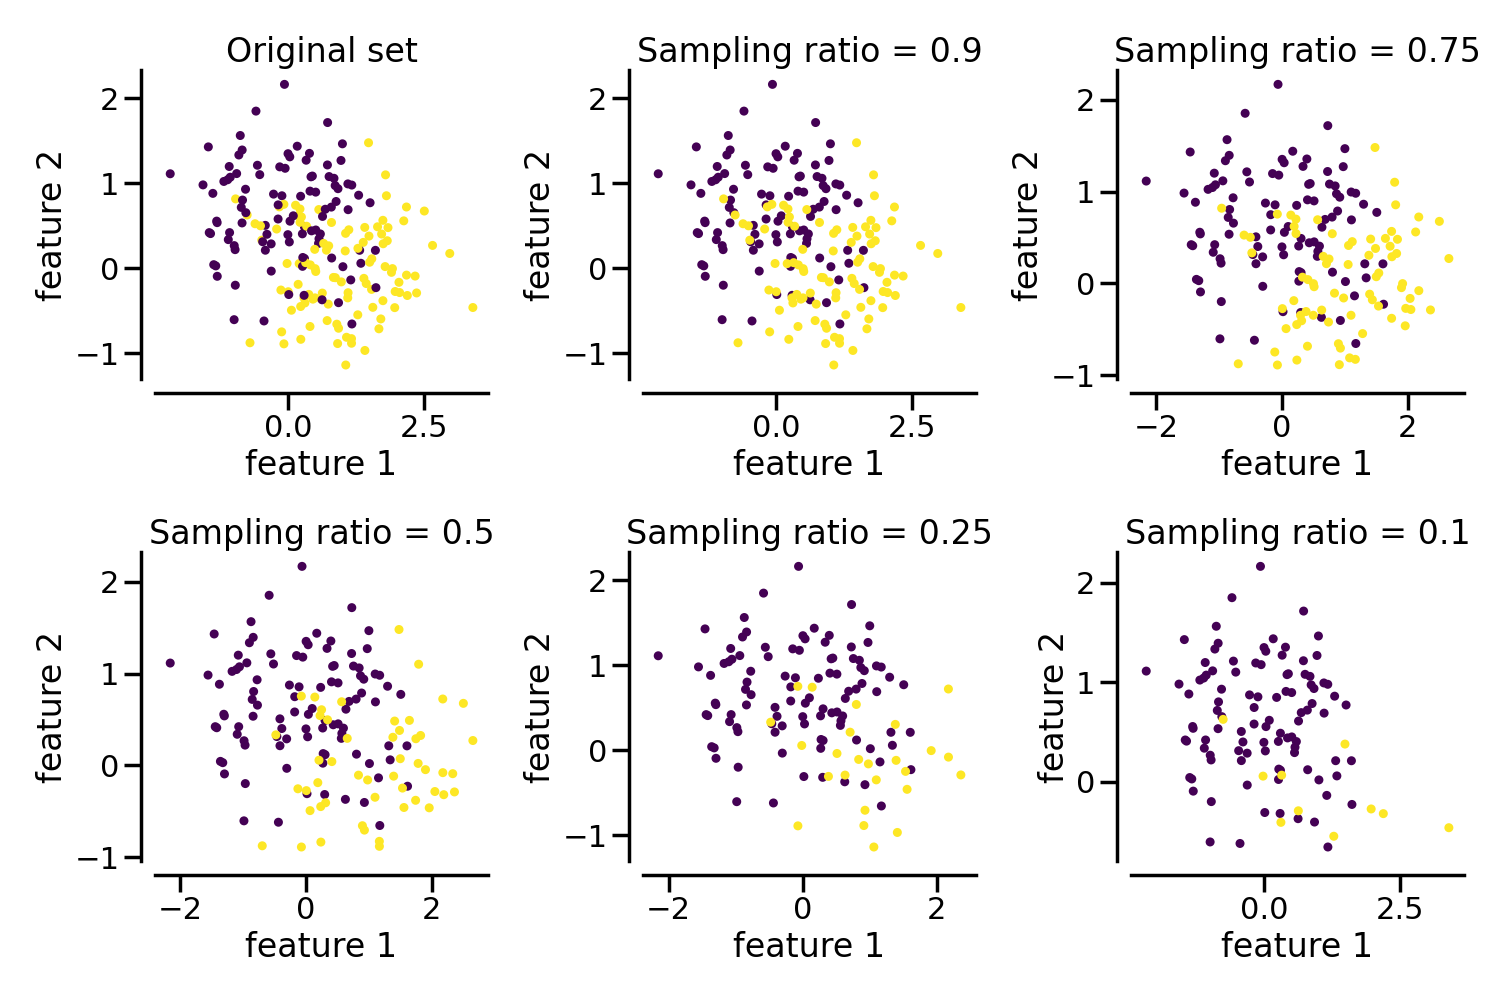 Original set
2
1
0
−1
feature 2
0.0
2.5
feature 1
Sampling ratio = 0.9
2
1
0
−1
feature 2
0.0
2.5
feature 1
Sampling ratio = 0.75
2
1
0
−1
feature 2
−2
0
2
feature 1
Sampling ratio = 0.5
2
1
0
−1
feature 2
−2
0
2
feature 1
Sampling ratio = 0.25
2
1
0
−1
feature 2
−2
0
2
feature 1
Sampling ratio = 0.1
2
1
0
feature 2
0.0
2.5
feature 1